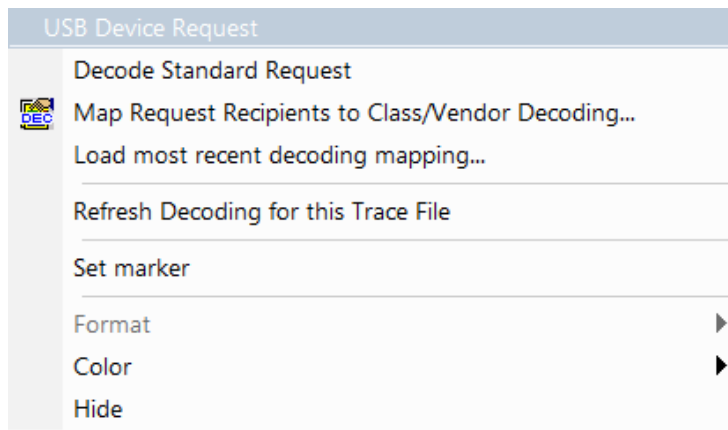 USB Device Request
Decode Standard Request
DEC
Map Request Recipients to Class/Vendor Decoding...
Load most recent decoding mapping...
Refresh Decoding for this Trace File
Set marker
Format
Color
Hide